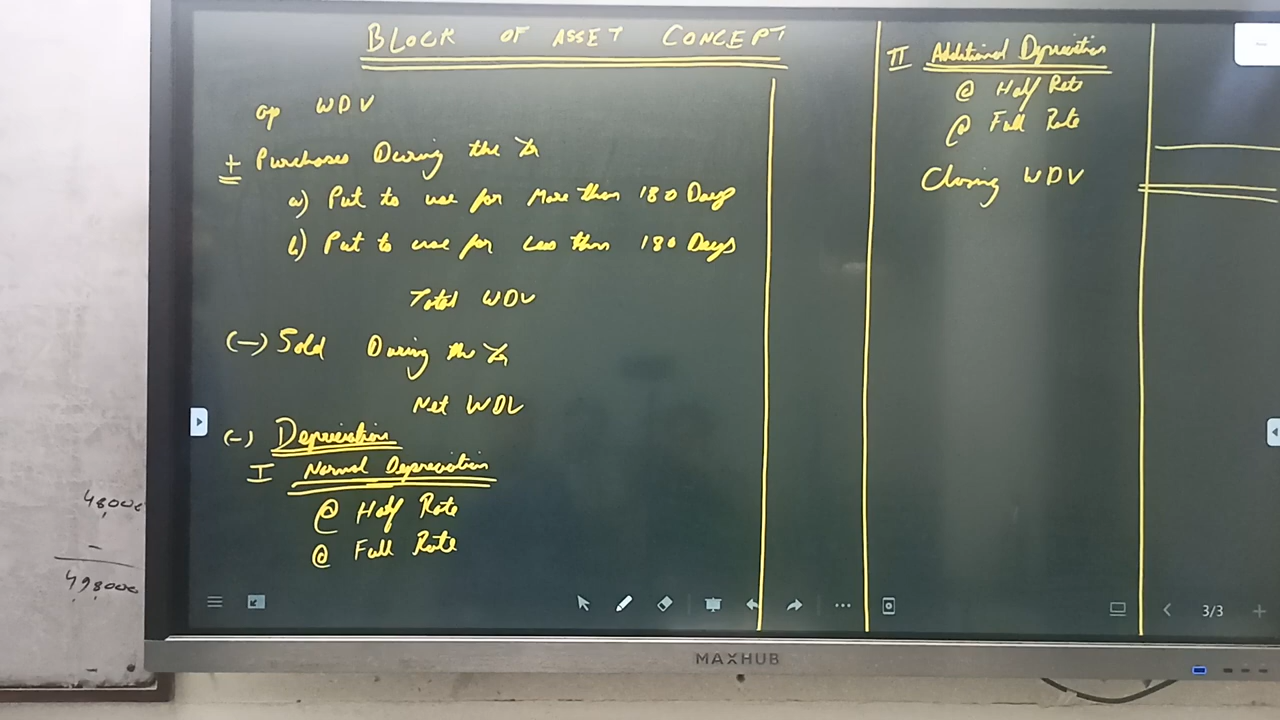 BLOCK OF ASSET CONCEPT
op WDV
+ Purchases During the Yr
a) Put to use for More than 180 Days
b) Put to use for Less than 180 Days
Total WDV
(-) Sold During the Yr
Net WDV
(-) Depreciation
I Normal Depreciation
@ Half Rate
@ Full Rate
II Additional Depreciation
@ Half Rate
@ Full Rate
Closing WDV
48000
-
498000
3/3
MAXHUB